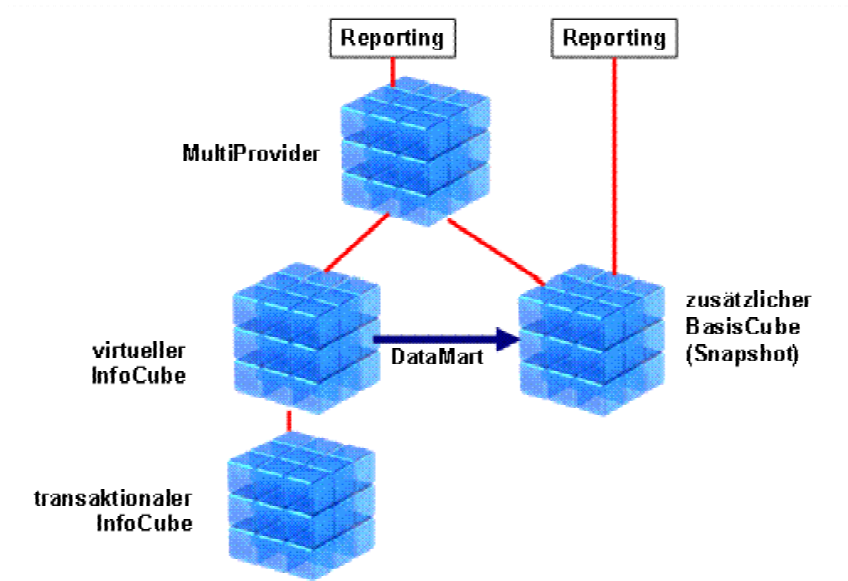 Reporting
Reporting
MultiProvider
zusätzlicher
BasisCube
(Snapshot)
virtueller
InfoCube
DataMart
transaktionaler
InfoCube